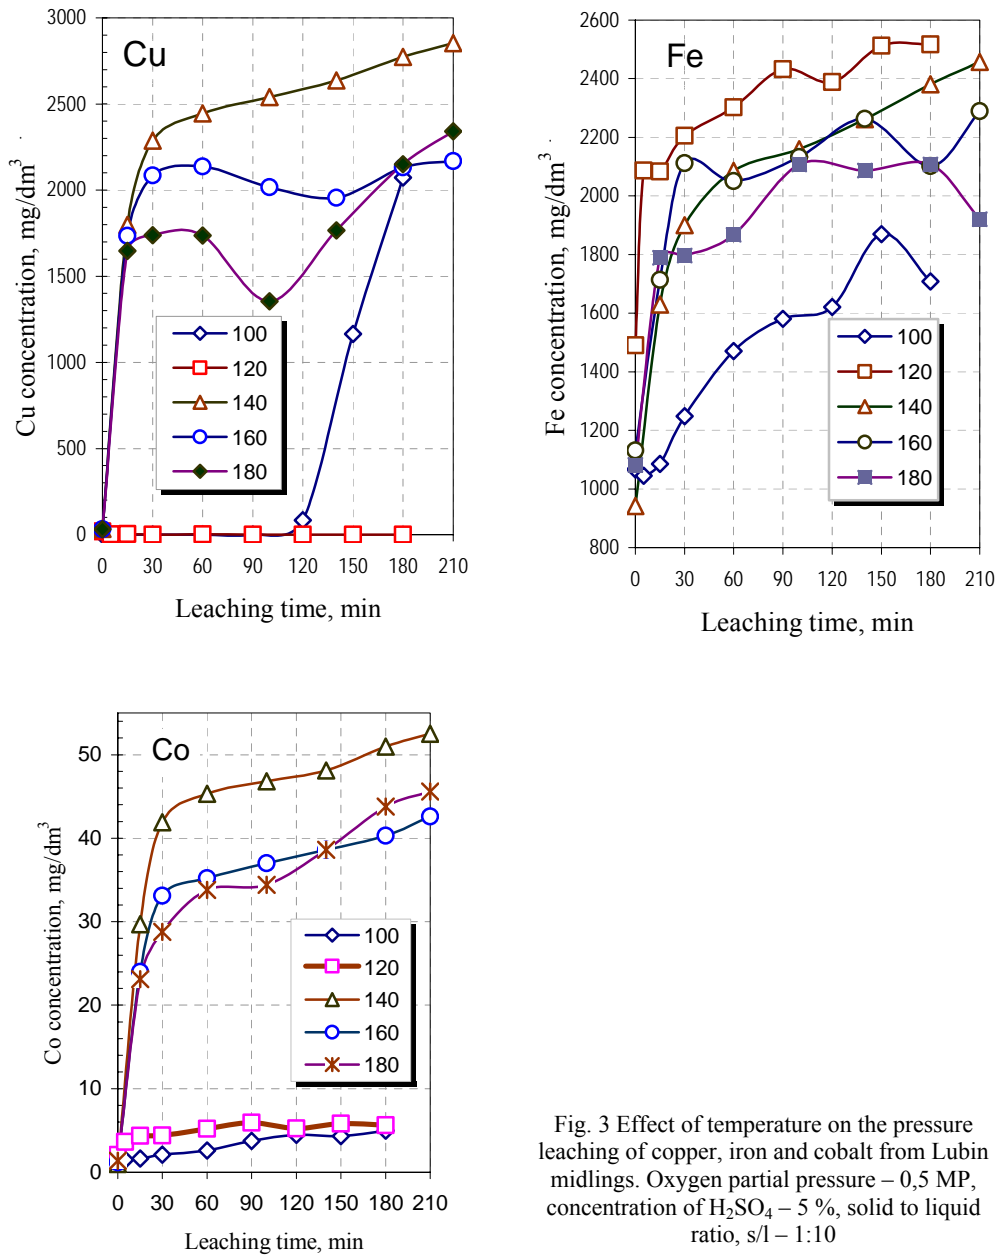 Cu
3000
2500
2000
1500
1000
500
0
0 30 60 90 120 150 180 210
Cu concentration, mg/dm3
Leaching time, min
100
120
140
160
180
Fe
2600
2400
2200
2000
1800
1600
1400
1200
1000
800
0 30 60 90 120 150 180 210
Fe concentration, mg/dm3
Leaching time, min
100
120
140
160
180
Co
50
40
30
20
10
0
0 30 60 90 120 150 180 210
Co concentration, mg/dm3
Leaching time, min
100
120
140
160
180
Fig. 3 Effect of temperature on the pressure
leaching of copper, iron and cobalt from Lubin
midlings. Oxygen partial pressure – 0,5 MP,
concentration of H2SO4 – 5 %, solid to liquid
ratio, s/l – 1:10